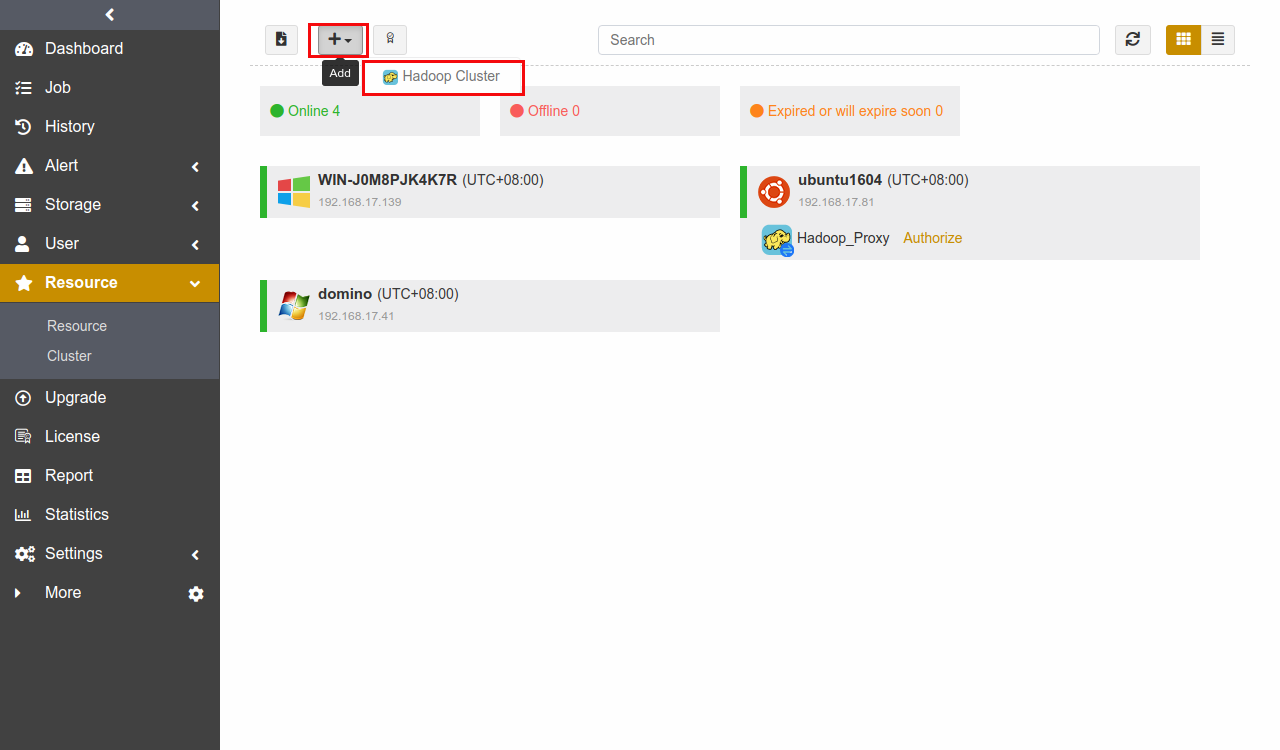 Dashboard
Job
History
Alert
Storage
User
Resource
Resource
Cluster
Upgrade
License
Report
Statistics
Settings
More
Search
Add
Hadoop Cluster
Online 4
Offline 0
Expired or will expire soon 0
WIN-J0M8PJK4K7R (UTC+08:00)
192.168.17.139
ubuntu1604 (UTC+08:00)
192.168.17.81
Hadoop_Proxy Authorize
domino (UTC+08:00)
192.168.17.41